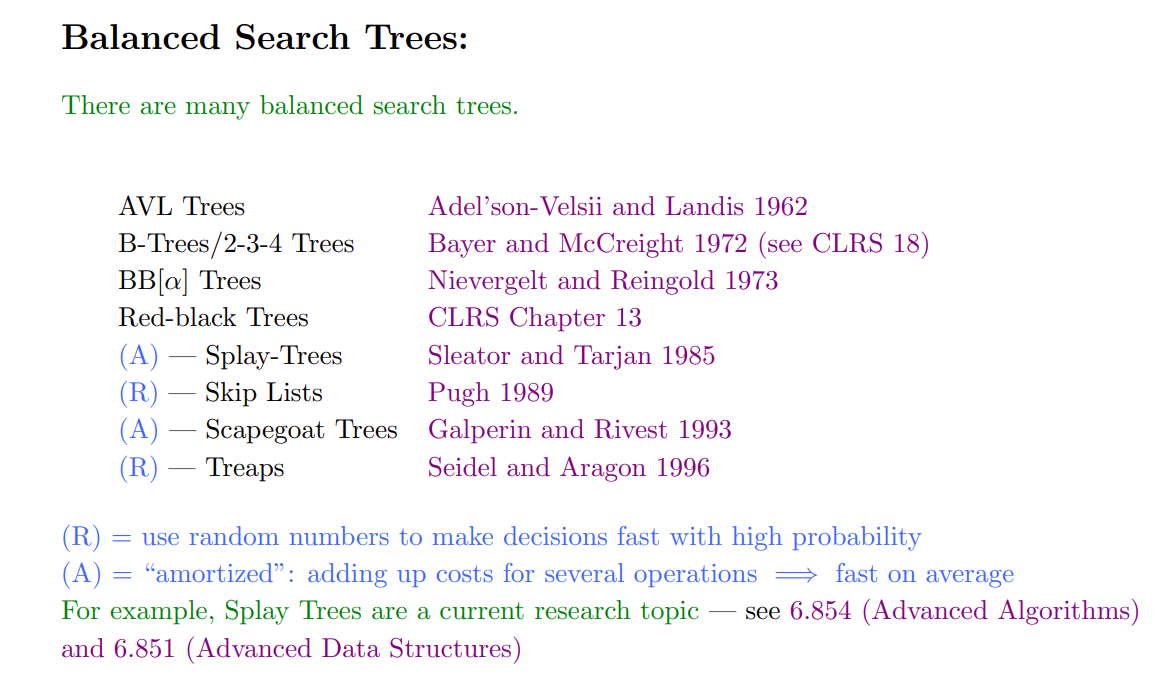 Balanced Search Trees:
There are many balanced search trees.
AVL Trees Adel'son-Velsii and Landis 1962
B-Trees/2-3-4 Trees Bayer and McCreight 1972 (see CLRS 18)
BB[α] Trees Nievergelt and Reingold 1973
Red-black Trees CLRS Chapter 13
(A) — Splay-Trees Sleator and Tarjan 1985
(R) — Skip Lists Pugh 1989
(A) — Scapegoat Trees Galperin and Rivest 1993
(R) — Treaps Seidel and Aragon 1996
(R) = use random numbers to make decisions fast with high probability
(A) = “amortized”: adding up costs for several operations ⟹ fast on average
For example, Splay Trees are a current research topic — see 6.854 (Advanced Algorithms)
and 6.851 (Advanced Data Structures)